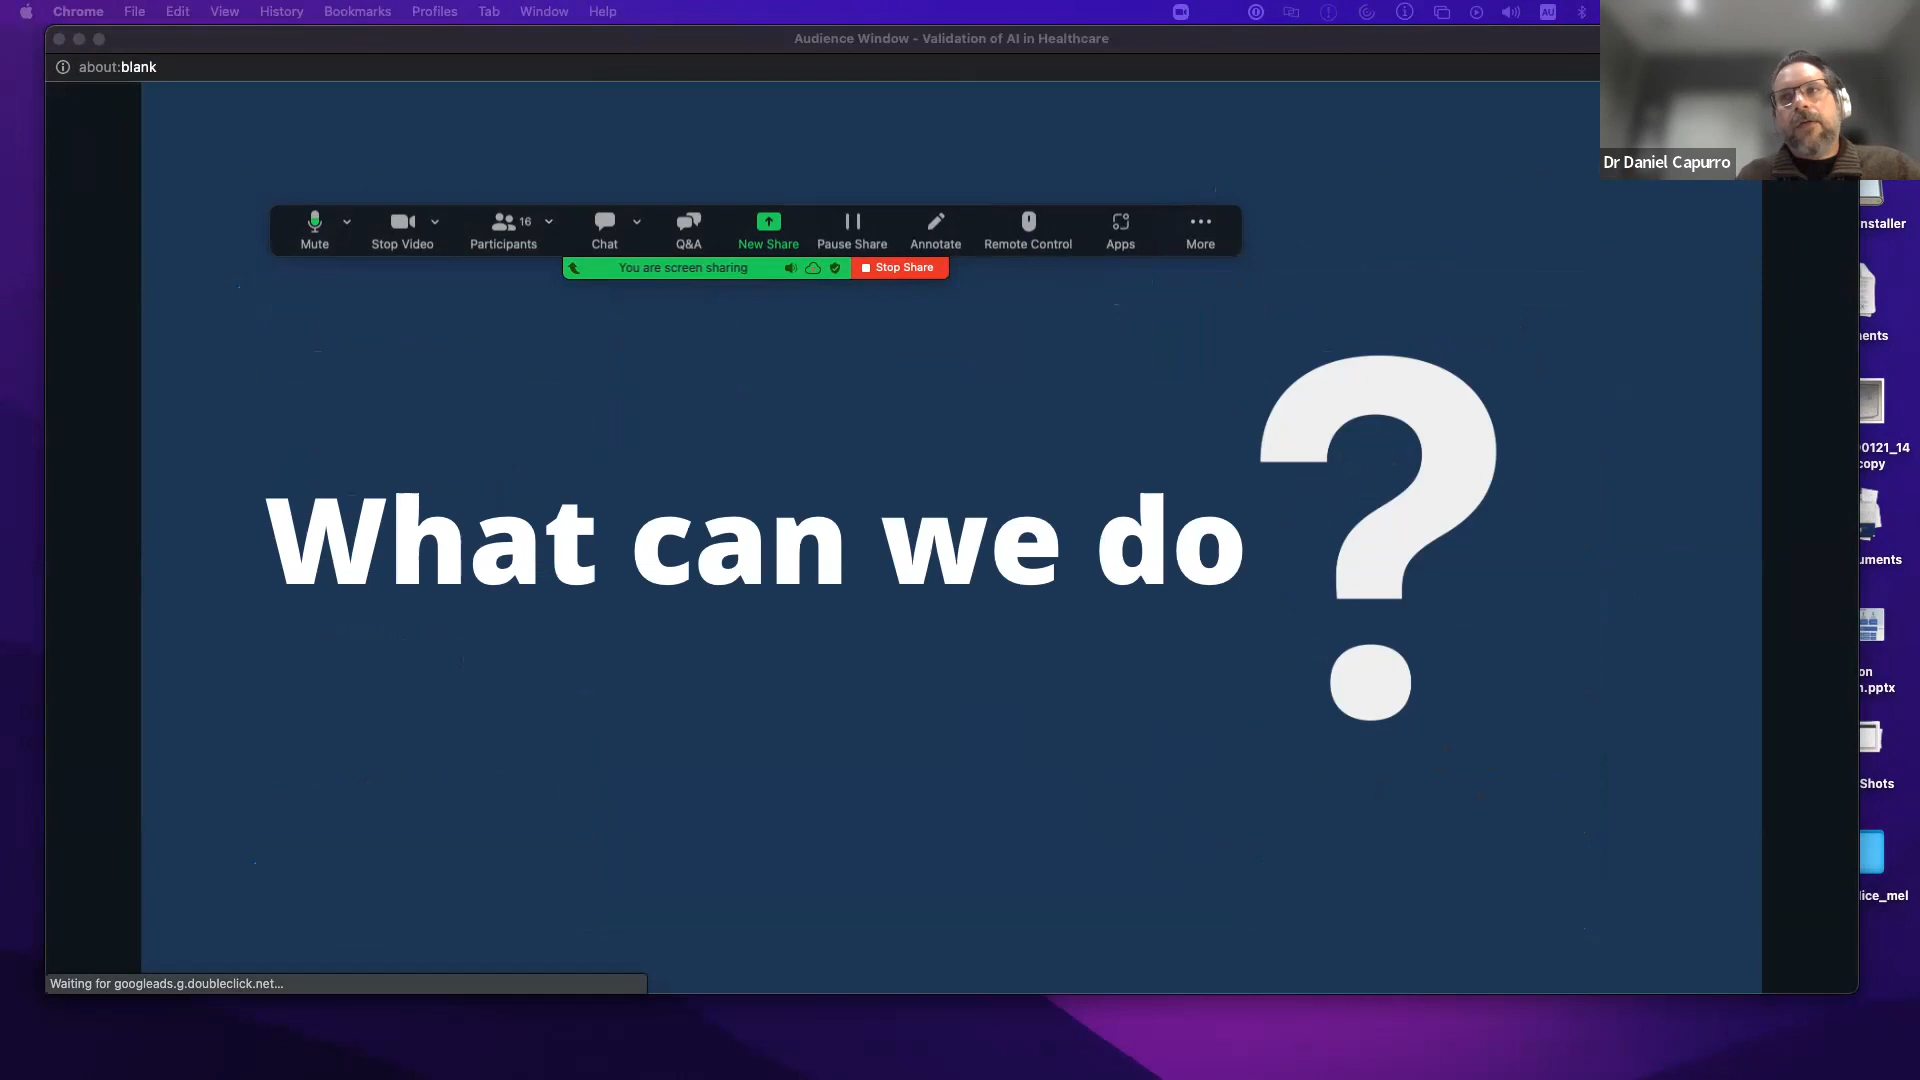 Chrome File Edit View History Bookmarks Profiles Tab Window Help
AU
Audience Window - Validation of AI in Healthcare
about:blank
Dr Daniel Capurro
16
Mute Stop Video Participants Chat Q&A New Share Pause Share Annotate Remote Control Apps More
You are screen sharing
Stop Share
What can we do?
nstaller
nents
0121_14
copy
uments
on
n.pptx
Shots
lice_mel
Waiting for googleads.g.doubleclick.net...